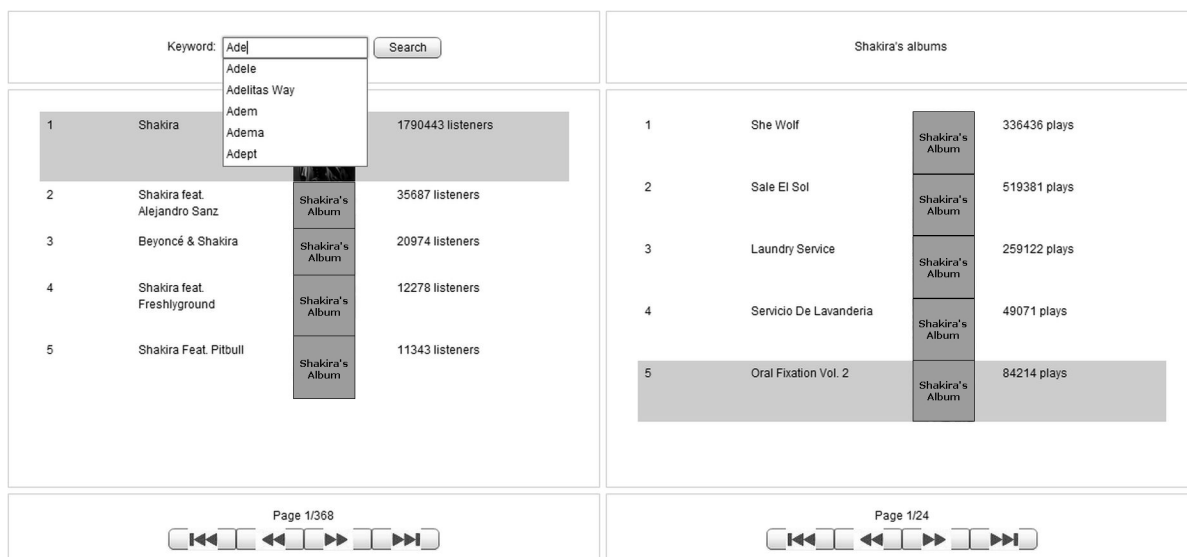 Keyword: Ade Search
Adele
Adelitas Way
Adem
Adema
Adept
1 Shakira 1790443 listeners
2 Shakira feat. Shakira's 35687 listeners
Alejandro Sanz Album
3 Beyoncé & Shakira Shakira's 20974 listeners
Album
4 Shakira feat. Shakira's 12278 listeners
Freshlyground Album
5 Shakira Feat. Pitbull Shakira's 11343 listeners
Album
Page 1/368
Shakira's albums
1 She Wolf Shakira's 336436 plays
Album
2 Sale El Sol Shakira's 519381 plays
Album
3 Laundry Service Shakira's 259122 plays
Album
4 Servicio De Lavanderia Shakira's 49071 plays
Album
5 Oral Fixation Vol. 2 Shakira's 84214 plays
Album
Page 1/24